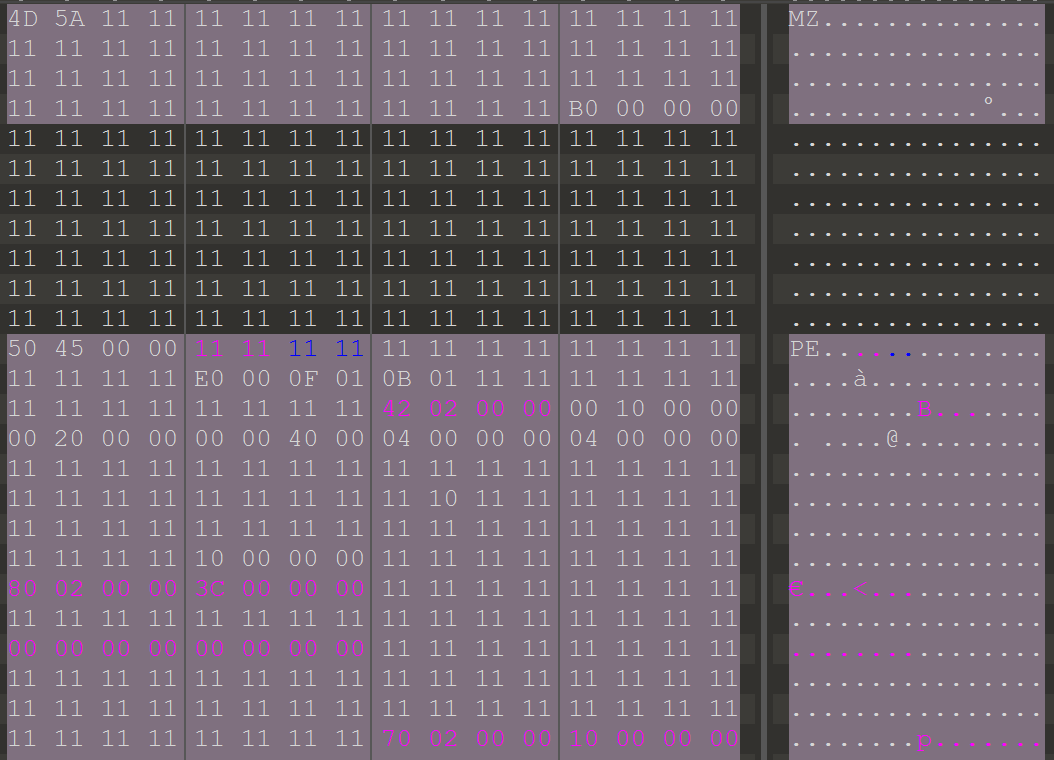 4D 5A 11 11 11 11 11 11 11 11 11 11 11 11 11 11 MZ..............
11 11 11 11 11 11 11 11 11 11 11 11 11 11 11 11 ................
11 11 11 11 11 11 11 11 11 11 11 11 11 11 11 11 ................
11 11 11 11 11 11 11 11 11 11 11 11 B0 00 00 00 ............°...
11 11 11 11 11 11 11 11 11 11 11 11 11 11 11 11 ................
11 11 11 11 11 11 11 11 11 11 11 11 11 11 11 11 ................
11 11 11 11 11 11 11 11 11 11 11 11 11 11 11 11 ................
11 11 11 11 11 11 11 11 11 11 11 11 11 11 11 11 ................
11 11 11 11 11 11 11 11 11 11 11 11 11 11 11 11 ................
11 11 11 11 11 11 11 11 11 11 11 11 11 11 11 11 ................
11 11 11 11 11 11 11 11 11 11 11 11 11 11 11 11 ................
50 45 00 00 11 11 11 11 11 11 11 11 11 11 11 11 PE..............
11 11 11 11 E0 00 0F 01 0B 01 11 11 11 11 11 11 ....à...........
11 11 11 11 11 11 11 11 42 02 00 00 00 10 00 00 ........B.......
00 20 00 00 00 00 40 00 04 00 00 00 04 00 00 00 . ....@.........
11 11 11 11 11 11 11 11 11 11 11 11 11 11 11 11 ................
11 11 11 11 11 11 11 11 11 10 11 11 11 11 11 11 ................
11 11 11 11 11 11 11 11 11 11 11 11 11 11 11 11 ................
11 11 11 11 10 00 00 00 11 11 11 11 11 11 11 11 ................
80 02 00 00 3C 00 00 00 11 11 11 11 11 11 11 11 €...<...........
11 11 11 11 11 11 11 11 11 11 11 11 11 11 11 11 ................
00 00 00 00 00 00 00 00 11 11 11 11 11 11 11 11 ................
11 11 11 11 11 11 11 11 11 11 11 11 11 11 11 11 ................
11 11 11 11 11 11 11 11 11 11 11 11 11 11 11 11 ................
11 11 11 11 11 11 11 11 70 02 00 00 10 00 00 00 ........p.......